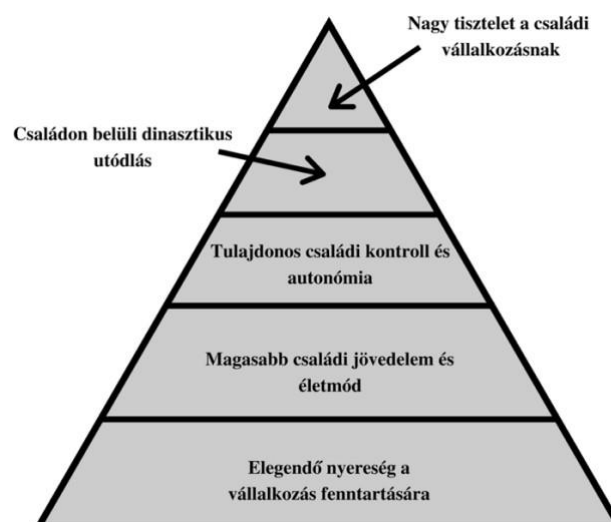 Nagy tisztelet a családi
vállalkozásnak
Családon belüli dinasztikus
utódlás
Tulajdonos családi kontroll és
autonómia
Magasabb családi jövedelem és
életmód
Elegendő nyereség a
vállalkozás fenntartására